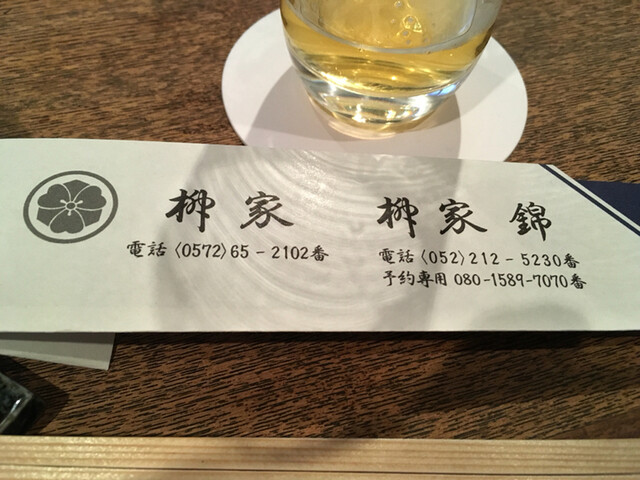 柳家
電話〈0572〉65-2102番
柳家錦
電話〈052〉212-5230番
予約専用 080-1589-7070番